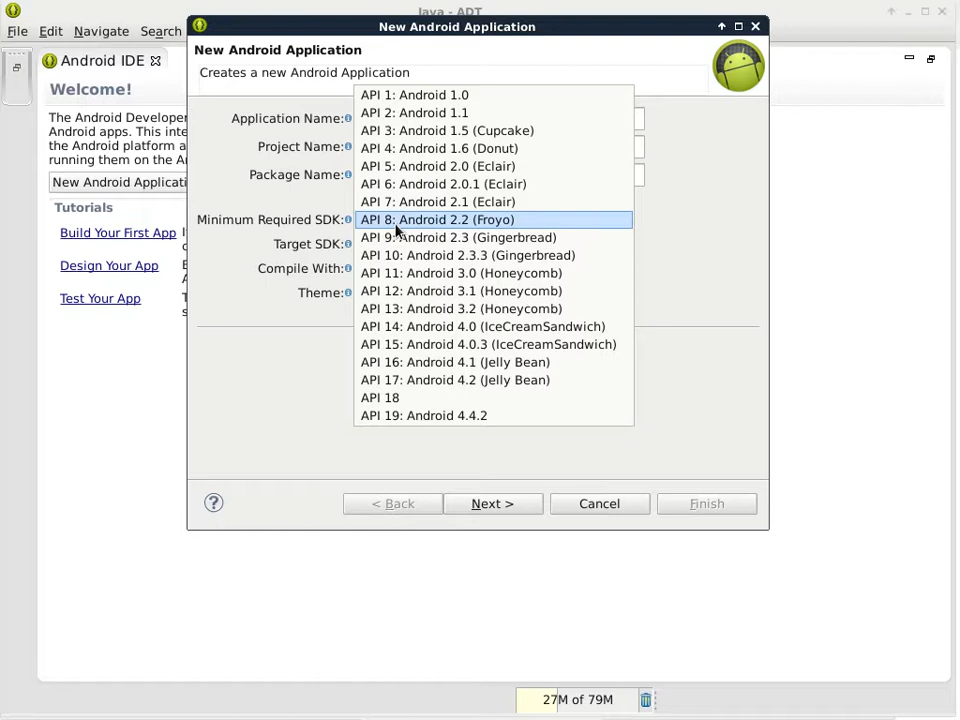 Java - ADT
File Edit Navigate Search
New Android Application
Android IDE
Welcome!
The Android Developer
Android apps. This inte
the Android platform a
running them on the A
New Android Applicati
Tutorials
Build Your First App
Design Your App
Test Your App
New Android Application
Creates a new Android Application
Application Name:
Project Name:
Package Name:
Minimum Required SDK:
Target SDK:
Compile With:
Theme:
API 1: Android 1.0
API 2: Android 1.1
API 3: Android 1.5 (Cupcake)
API 4: Android 1.6 (Donut)
API 5: Android 2.0 (Eclair)
API 6: Android 2.0.1 (Eclair)
API 7: Android 2.1 (Eclair)
API 8: Android 2.2 (Froyo)
API 9: Android 2.3 (Gingerbread)
API 10: Android 2.3.3 (Gingerbread)
API 11: Android 3.0 (Honeycomb)
API 12: Android 3.1 (Honeycomb)
API 13: Android 3.2 (Honeycomb)
API 14: Android 4.0 (IceCreamSandwich)
API 15: Android 4.0.3 (IceCreamSandwich)
API 16: Android 4.1 (Jelly Bean)
API 17: Android 4.2 (Jelly Bean)
API 18
API 19: Android 4.4.2
< Back Next > Cancel Finish
27M of 79M